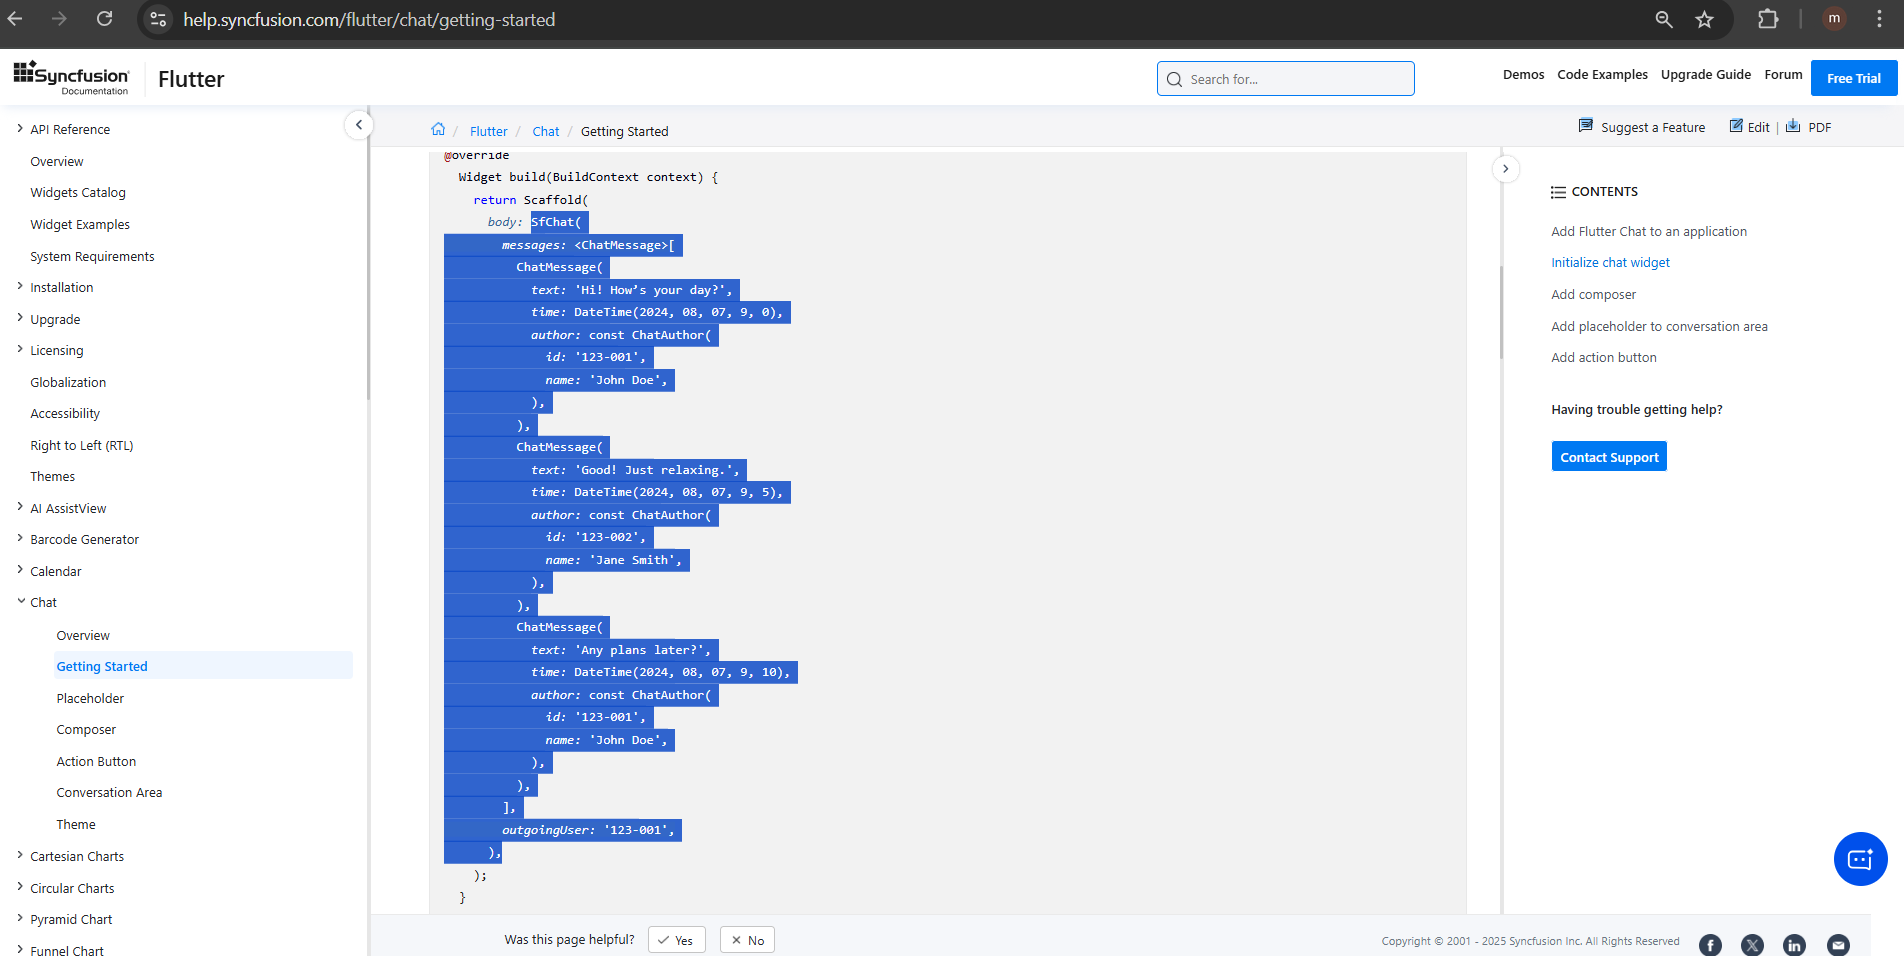 help.syncfusion.com/flutter/chat/getting-started
m
Syncfusion
Documentation
Flutter
Search for...
Demos
Code Examples
Upgrade Guide
Forum
Free Trial
API Reference
Overview
Widgets Catalog
Widget Examples
System Requirements
Installation
Upgrade
Licensing
Globalization
Accessibility
Right to Left (RTL)
Themes
AI AssistView
Barcode Generator
Calendar
Chat
Overview
Getting Started
Placeholder
Composer
Action Button
Conversation Area
Theme
Cartesian Charts
Circular Charts
Pyramid Chart
Funnel Chart
/ Flutter / Chat / Getting Started
Suggest a Feature
Edit | PDF
@override
Widget build(BuildContext context) {
return Scaffold(
body: SfChat(
messages: <ChatMessage>[
ChatMessage(
text: 'Hi! How’s your day?',
time: DateTime(2024, 08, 07, 9, 0),
author: const ChatAuthor(
id: '123-001',
name: 'John Doe',
),
),
ChatMessage(
text: 'Good! Just relaxing.',
time: DateTime(2024, 08, 07, 9, 5),
author: const ChatAuthor(
id: '123-002',
name: 'Jane Smith',
),
),
ChatMessage(
text: 'Any plans later?',
time: DateTime(2024, 08, 07, 9, 10),
author: const ChatAuthor(
id: '123-001',
name: 'John Doe',
),
),
],
outgoingUser: '123-001',
),
);
}
CONTENTS
Add Flutter Chat to an application
Initialize chat widget
Add composer
Add placeholder to conversation area
Add action button
Having trouble getting help?
Contact Support
Was this page helpful?
Yes
No
Copyright © 2001 - 2025 Syncfusion Inc. All Rights Reserved